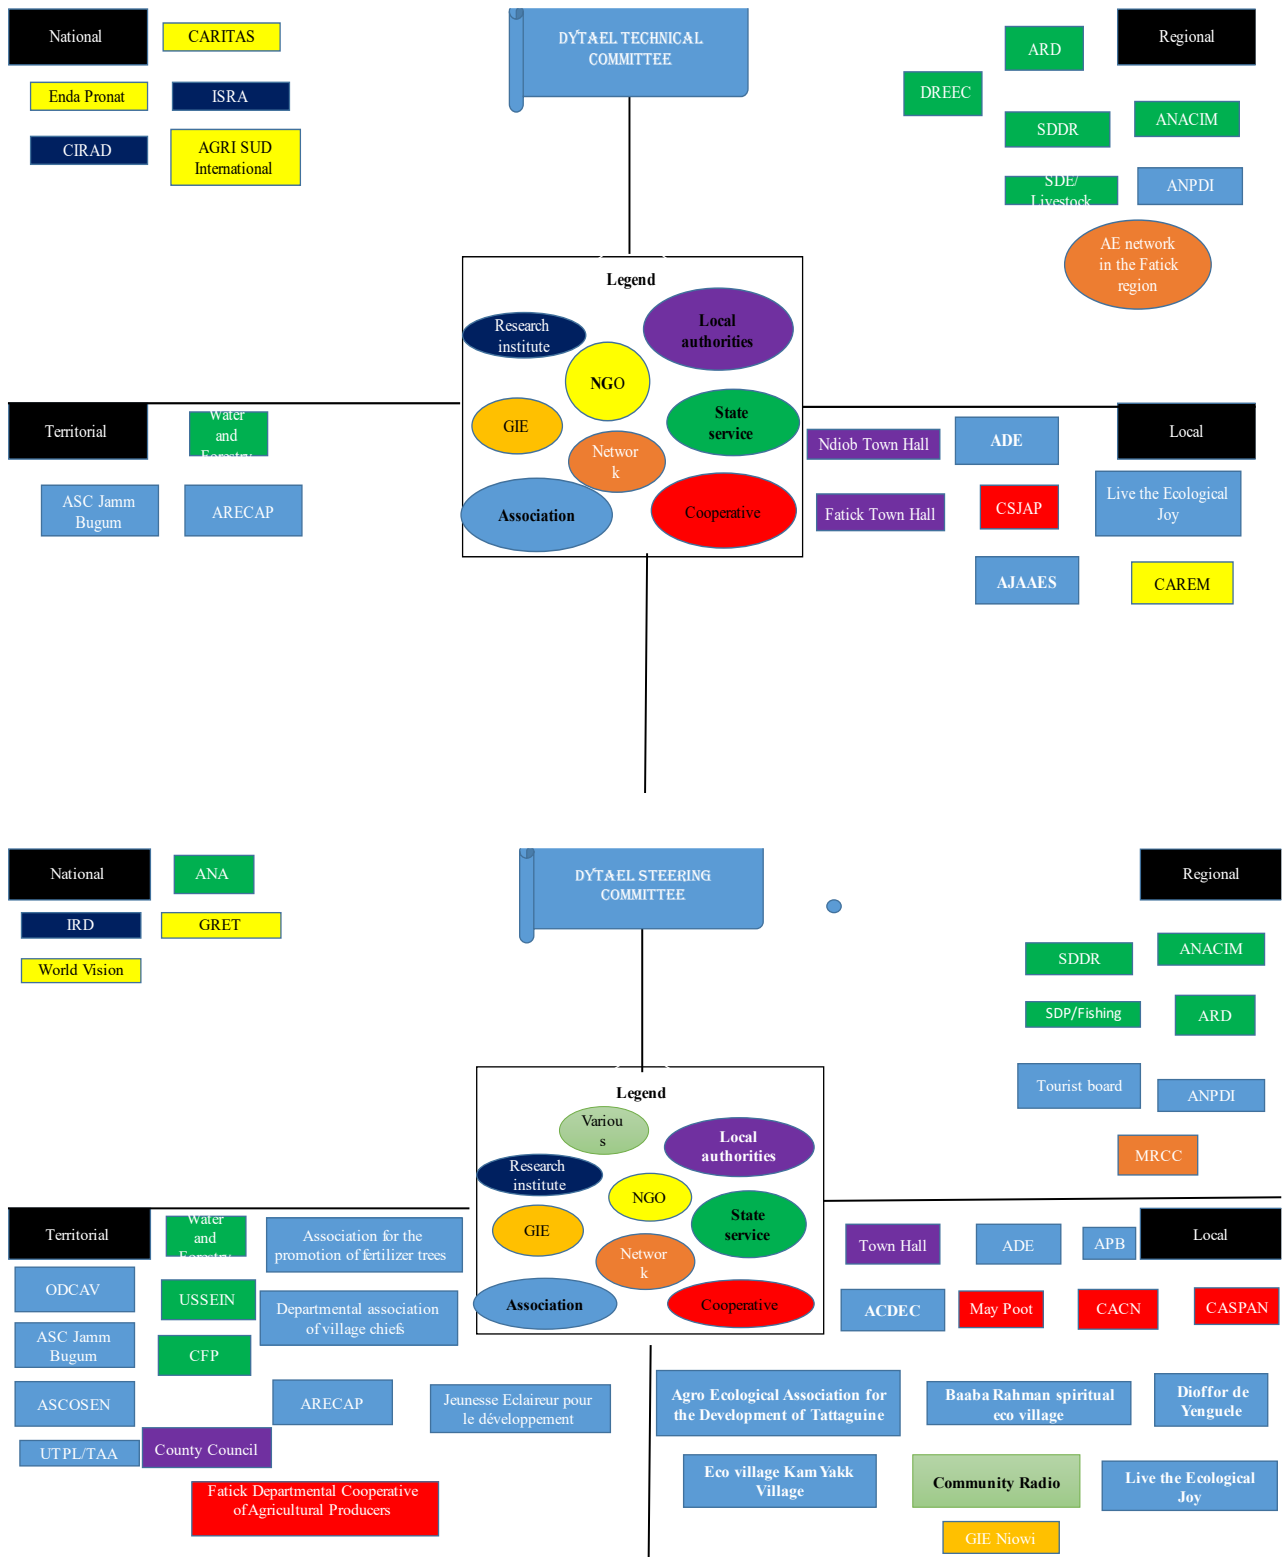 National
CARITAS
Enda Pronat
ISRA
CIRAD
AGRI SUD
International
DYTAEL TECHNICAL
COMMITTEE
ARD
Regional
DREEC
SDDR
ANACIM
SDE/
Livestock
ANPDI
AE network
in the Fatick
region
Legend
Research
institute
Local
authorities
NGO
GIE
State
service
Networ
k
Association
Cooperative
Territorial
Water
and
Forestry
ASC Jamm
Bugum
ARECAP
Ndiob Town Hall
ADE
Local
Fatick Town Hall
CSJAP
Live the Ecological
Joy
AJAAES
CAREM
National
ANA
IRD
GRET
World Vision
DYTAEL STEERING
COMMITTEE
Regional
SDDR
ANACIM
SDP/Fishing
ARD
Tourist board
ANPDI
MRCC
Legend
Variou
s
Local
authorities
Research
institute
NGO
GIE
State
service
Networ
k
Association
Cooperative
Territorial
Water
and
Forestry
Association for the
promotion of fertilizer trees
ODCAV
USSEIN
Departmental association
of village chiefs
ASC Jamm
Bugum
CFP
ASCOSEN
ARECAP
Jeunesse Eclaireur pour
le développement
UTPL/TAA
County Council
Fatick Departmental Cooperative
of Agricultural Producers
Town Hall
ADE
APB
Local
ACDEC
May Poot
CACN
CASPAN
Agro Ecological Association for
the Development of Tattaguine
Baaba Rahman spiritual
eco village
Dioffor de
Yenguele
Eco village Kam Yakk
Village
Community Radio
Live the Ecological
Joy
GIE Niowi